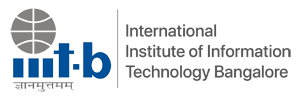 iiit-b
ज्ञानमुत्तमम्
International
Institute of Information
Technology Bangalore